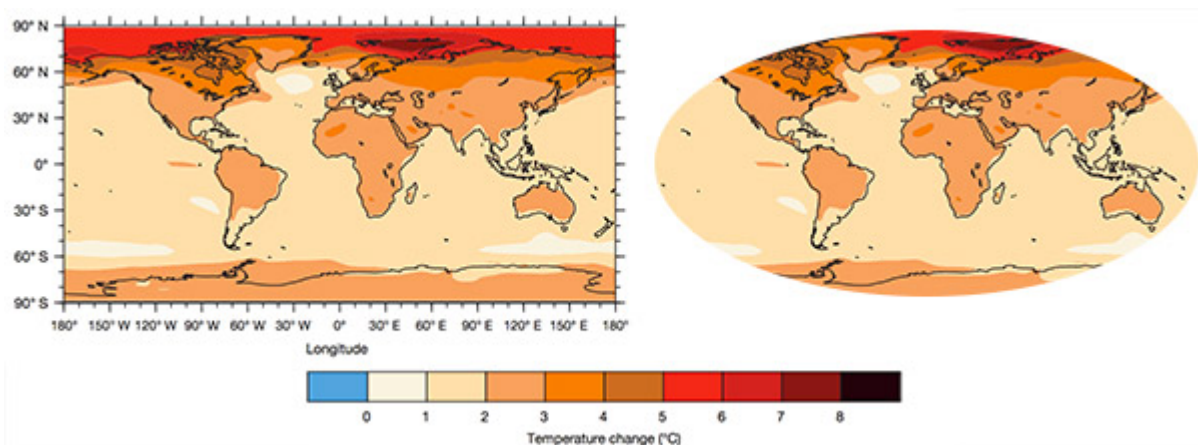 90° N
60° N
30° N
0°
30° S
60° S
90° S
180° 150° W 120° W 90° W 60° W 30° W 0° 30° E 60° E 90° E 120° E 150° E 180°
Longitude
0 1 2 3 4 5 6 7 8
Temperature change (°C)